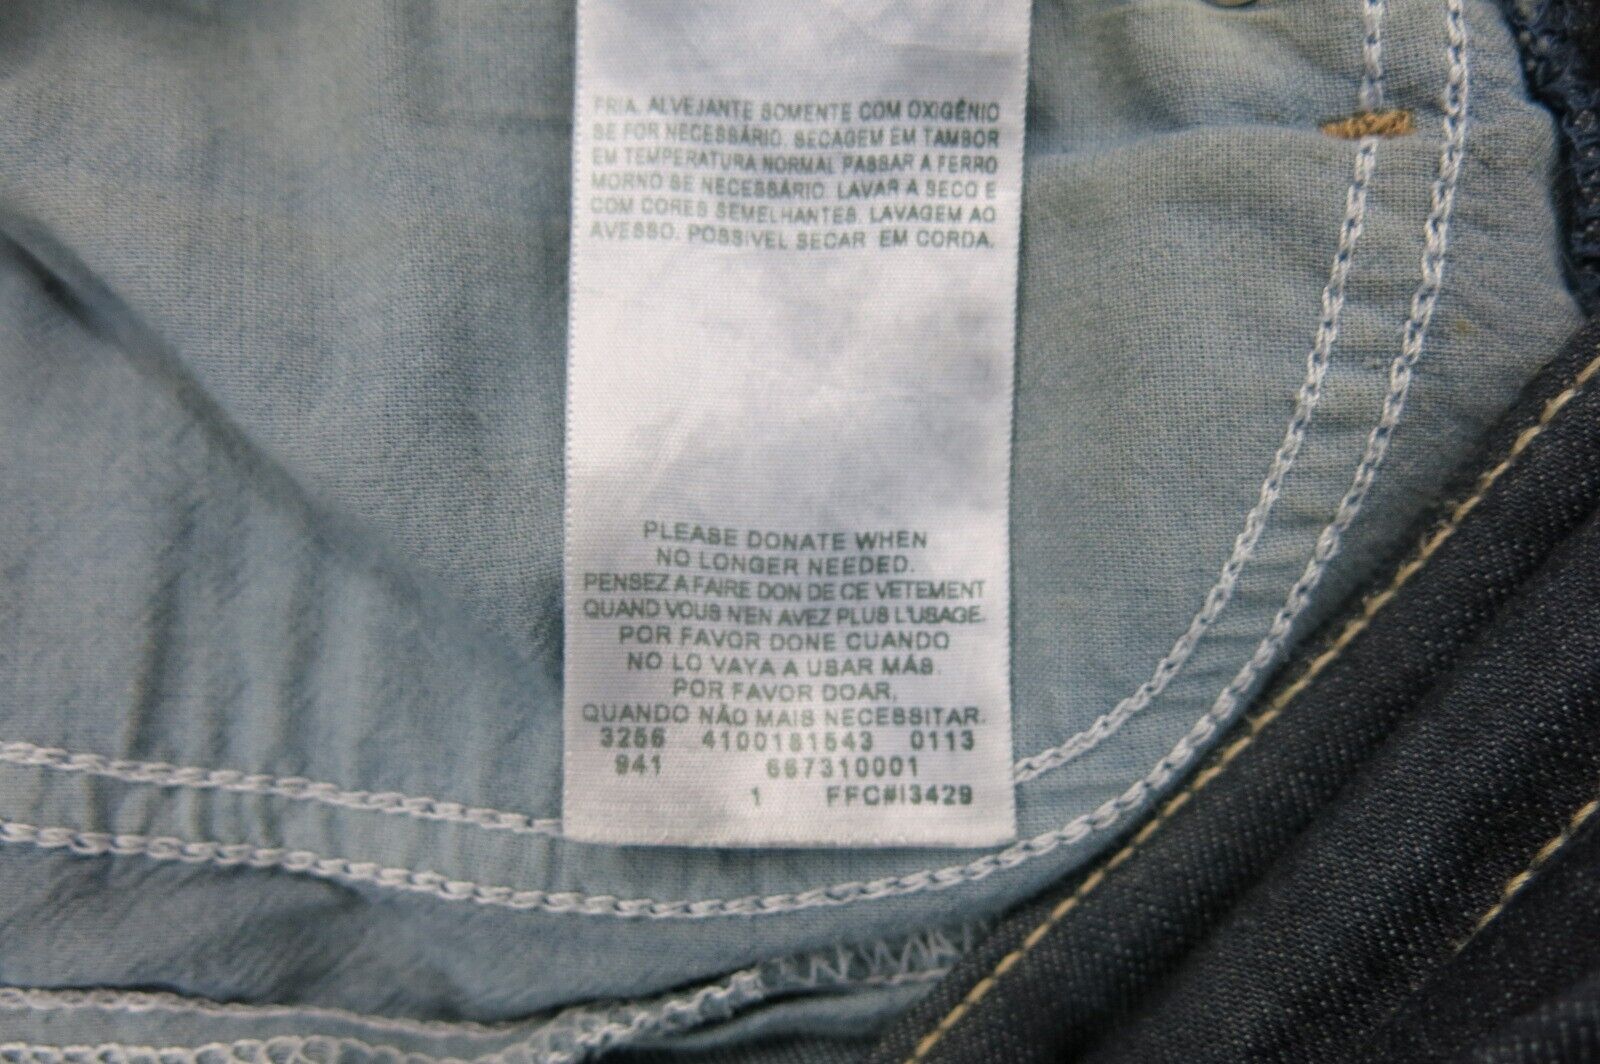 FRIA. ALVEJANTE SOMENTE COM OXIGÊNIO
SE FOR NECESSÁRIO. SECAGEM EM TAMBOR
EM TEMPERATURA NORMAL PASSAR A FERRO
MORNO SE NECESSÁRIO. LAVAR A SECO E
COM CORES SEMELHANTES. LAVAGEM AO
AVESSO. POSSIVEL SECAR EM CORDA.
PLEASE DONATE WHEN
NO LONGER NEEDED.
PENSEZ A FAIRE DON DE CE VETEMENT
QUAND VOUS N'EN AVEZ PLUS L'USAGE.
POR FAVOR DONE CUANDO
NO LO VAYA A USAR MÁS.
POR FAVOR DOAR,
QUANDO NÃO MAIS NECESSITAR.
3256 4100181543 0113
941 667310001
1 FFC#I3429